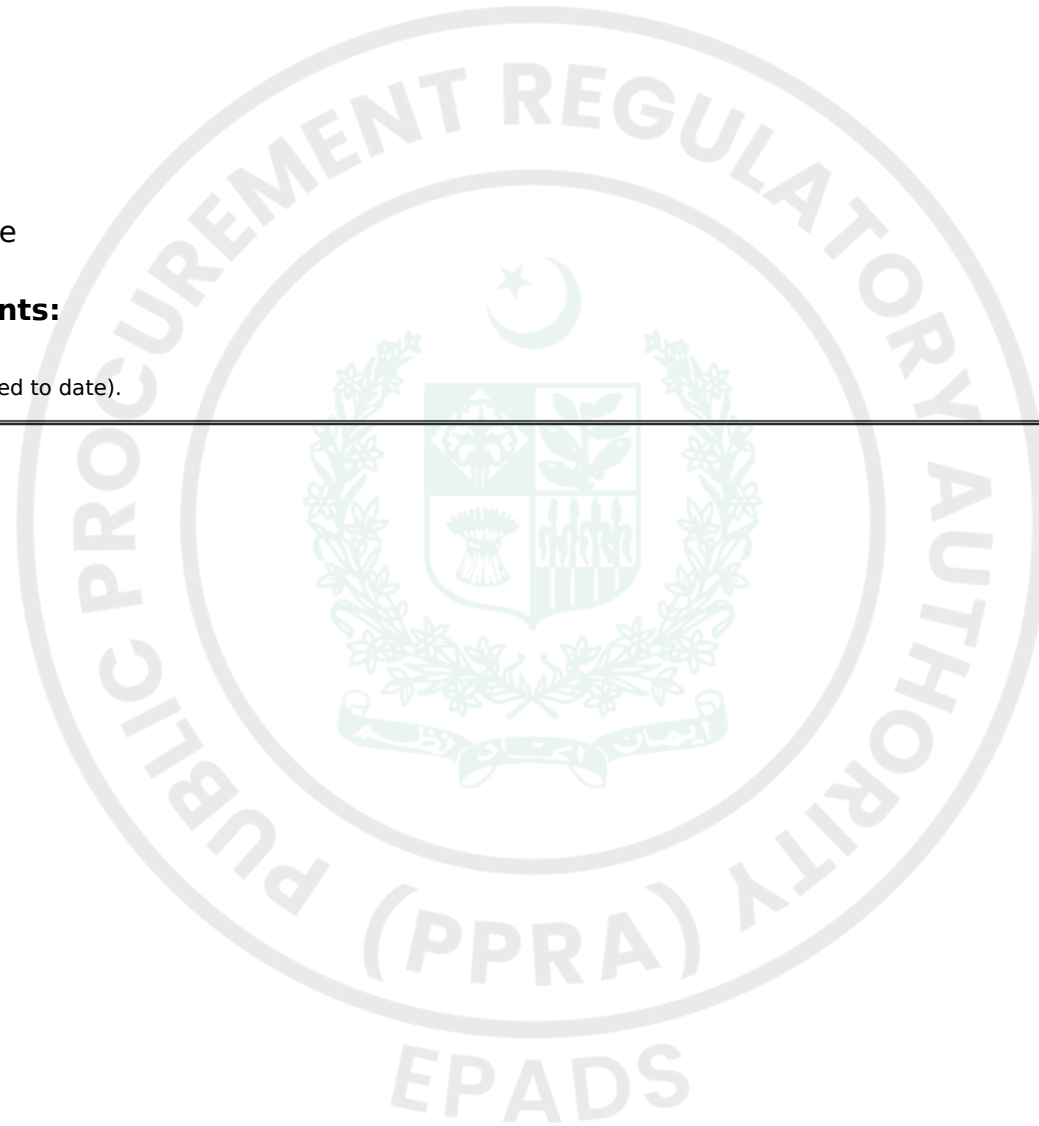 e
nts:
ed to date).
PUBLIC PROCUREMENT REGULATORY AUTHORITY
(PPRA)
EPADS